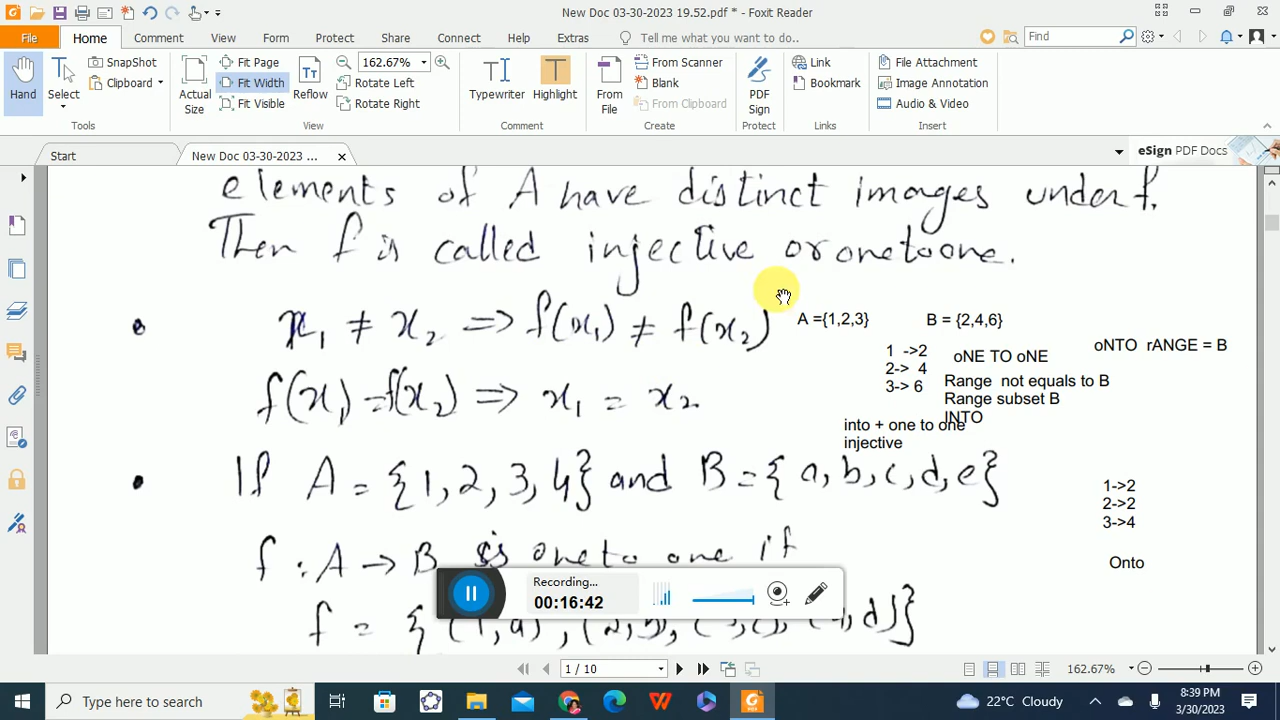 New Doc 03-30-2023 19.52.pdf * - Foxit Reader
File Home Comment View Form Protect Share Connect Help Extras Tell me what you want to do.. Find
Hand
Select
SnapShot
Clipboard
Actual Size
Fit Page
Fit Width
Fit Visible
Reflow
162.67%
Rotate Left
Rotate Right
Typewriter
Highlight
From File
From Scanner
Blank
From Clipboard
PDF Sign
Link
Bookmark
File Attachment
Image Annotation
Audio & Video
Tools View Comment Create Protect Links Insert
Start New Doc 03-30-2023 ... eSign PDF Docs
elements of A have distinct images under f.
Then f is called injective or one to one.
x₁ ≠ x₂ => f(x₁) ≠ f(x₂)
A ={1,2,3} B = {2,4,6}
oNTO rANGE = B
1 ->2
2-> 4
3-> 6
oNE TO oNE
Range not equals to B
Range subset B
INTO
into + one to one
injective
f(x₁) = f(x₂) => x₁ = x₂
If A = {1, 2, 3, 4} and B = {a, b, c, d, e}
1->2
2->2
3->4
Onto
f : A → B is one to one if
f = { (1, a), (2, b), (3, c), (4, d)}
Recording...
00:16:42
1 / 10 162.67%
Type here to search 22°C Cloudy 8:39 PM
3/30/2023